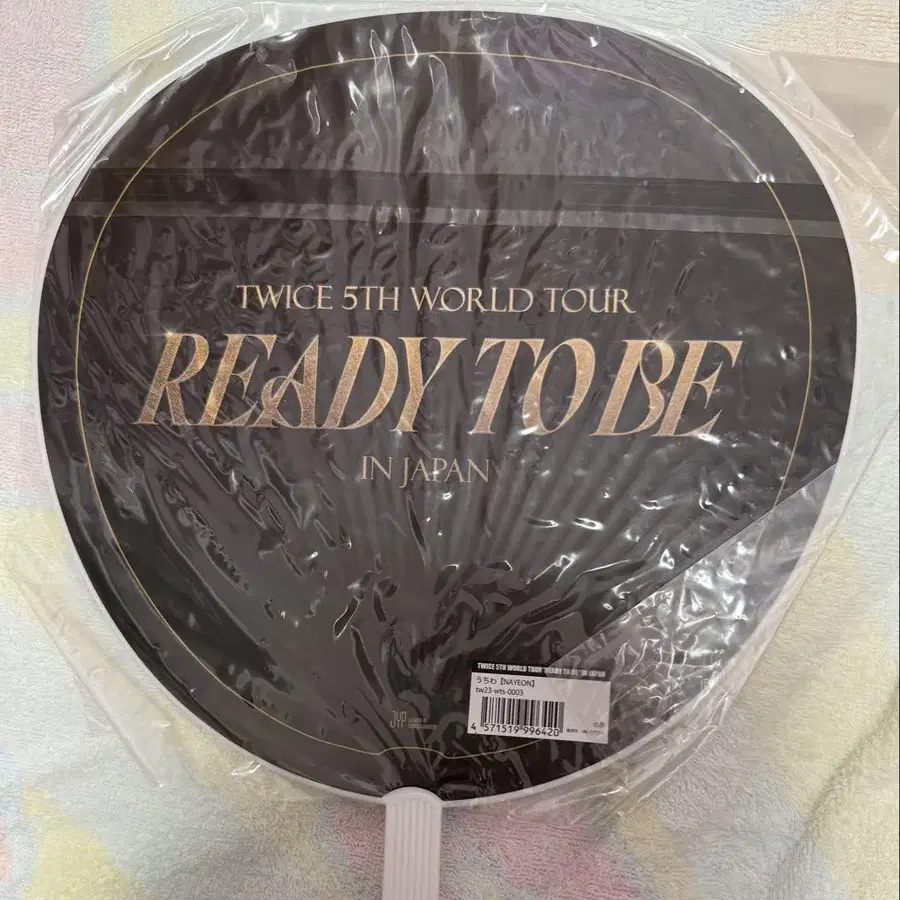 TWICE 5TH WORLD TOUR
READY TO BE
IN JAPAN
TWICE 5TH WORLD TOUR "READY TO BE" IN JAPAN
うちわ【NAYEON】
tw23-wts-0003
4 571519 996420
JYP